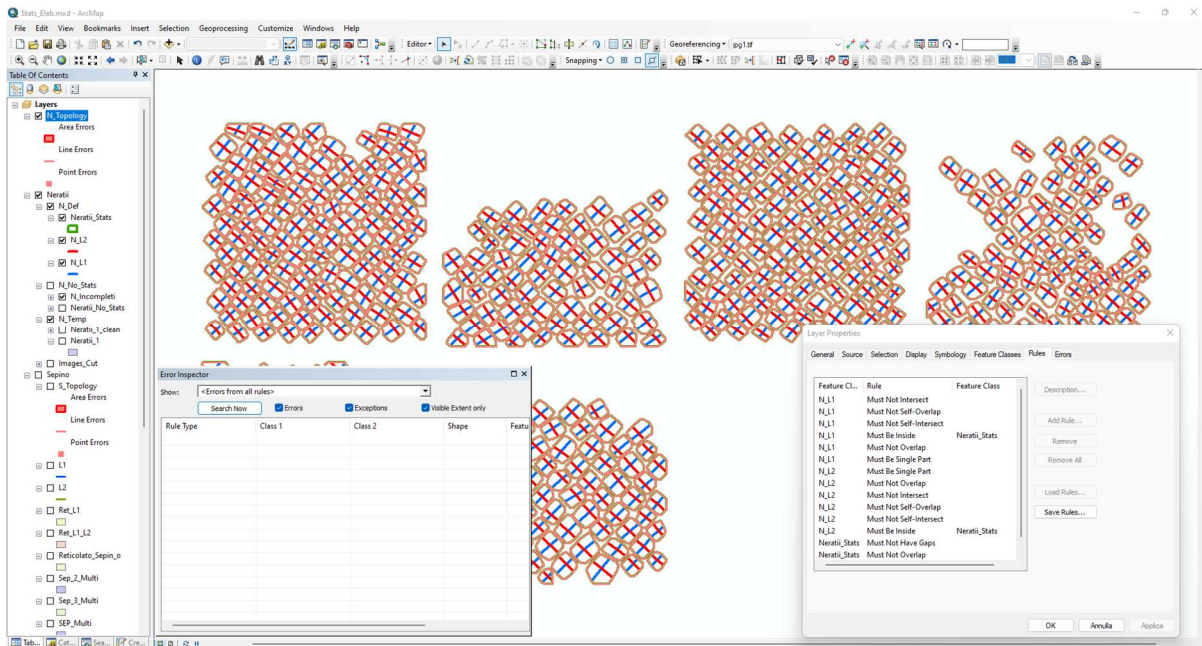 Stats_Elab.mxd - ArcMap
File Edit View Bookmarks Insert Selection Geoprocessing Customize Windows Help
Editor Georeferencing jpg1.tif
Snapping
Table Of Contents
Layers
N_Topology
Area Errors
Line Errors
Point Errors
Neratii
N_Def
Neratii_Stats
N_L2
N_L1
N_No_Stats
N_Incompleti
Neratii_No_Stats
N_Temp
Neratii_1_clean
Neratii_1
Images_Cut
Sepino
S_Topology
Area Errors
Line Errors
Point Errors
L1
L2
Ret_L1
Ret_L1_L2
Reticolato_Sepin_o
Sep_2_Multi
Sep_3_Multi
SEP_Multi
Tab... Cat... Sea... Cre...
Error Inspector
Show: <Errors from all rules>
Search Now Errors Exceptions Visible Extent only
Rule Type Class 1 Class 2 Shape Featu
Layer Properties
General Source Selection Display Symbology Feature Classes Rules Errors
Feature Cl... Rule Feature Class
N_L1 Must Not Intersect
N_L1 Must Not Self-Overlap
N_L1 Must Not Self-Intersect
N_L1 Must Be Inside Neratii_Stats
N_L1 Must Not Overlap
N_L1 Must Be Single Part
N_L2 Must Be Single Part
N_L2 Must Not Overlap
N_L2 Must Not Intersect
N_L2 Must Not Self-Overlap
N_L2 Must Not Self-Intersect
N_L2 Must Be Inside Neratii_Stats
Neratii_Stats Must Not Have Gaps
Neratii_Stats Must Not Overlap
Description...
Add Rule...
Remove
Remove All
Load Rules...
Save Rules...
OK Annulla Applica